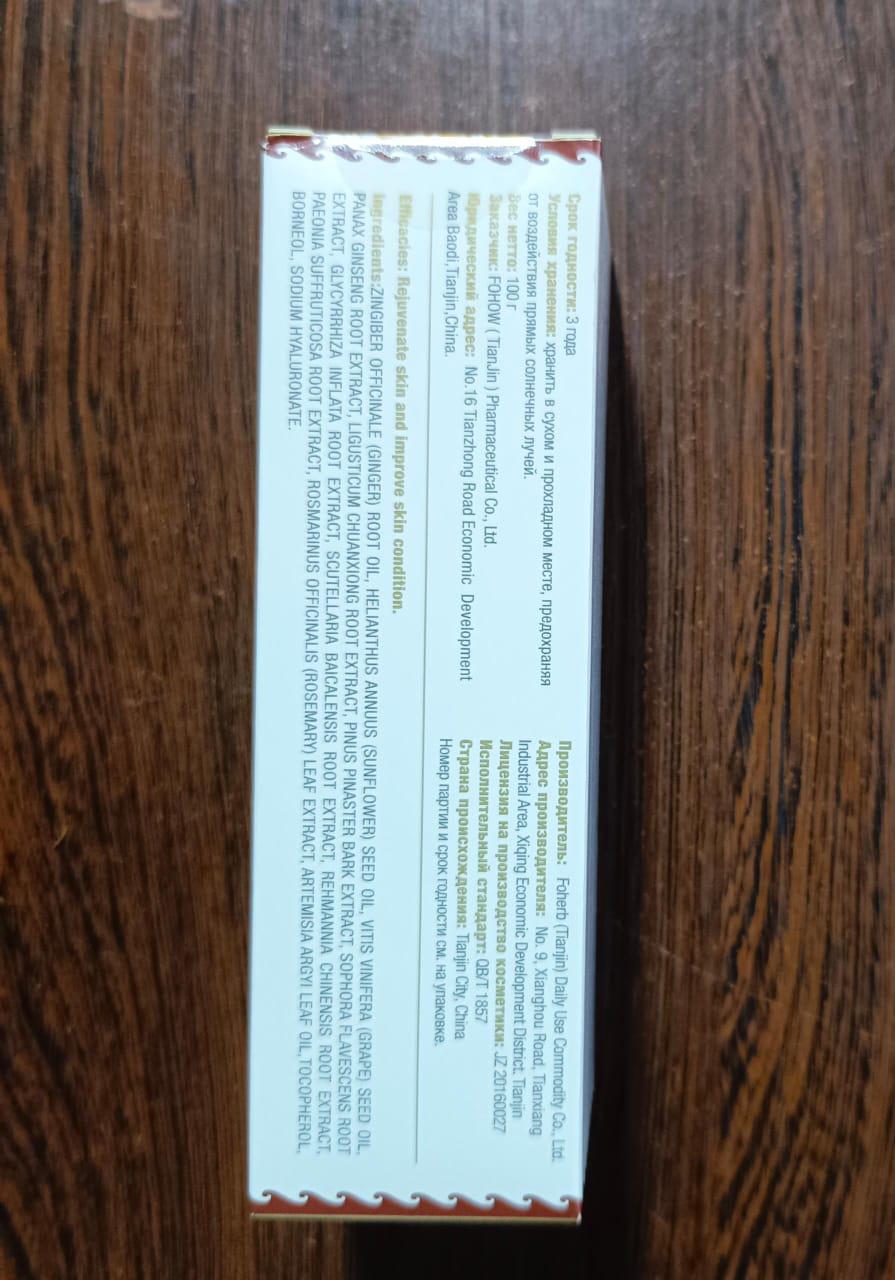 Срок годности: 3 года
Условия хранения: хранить в сухом и прохладном месте, предохраняя
от воздействия прямых солнечных лучей.
Вес нетто: 100 г
Заказчик: FOHOW ( TianJin ) Pharmaceutical Co., Ltd.
Юридический адрес: No.16 Tianzhong Road Economic Development
Area Baodi,Tianjin,China.
Производитель: Foherb (Tianjin) Daily Use Commodity Co., Ltd.
Адрес производителя: No. 9, Xianghou Road, Tianxiang
Industrial Area, Xiqing Economic Development District. Tianjin
Лицензия на производство косметики: JZ 20160027
Исполнительный стандарт: QB/T 1857
Страна происхождения: Tianjin City, China
Номер партии и срок годности см. на упаковке.
Efficacies: Rejuvenate skin and improve skin condition.
Ingredients:ZINGIBER OFFICINALE (GINGER) ROOT OIL, HELIANTHUS ANNUUS (SUNFLOWER) SEED OIL, VITIS VINIFERA (GRAPE) SEED OIL,
PANAX GINSENG ROOT EXTRACT, LIGUSTICUM CHUANXIONG ROOT EXTRACT, PINUS PINASTER BARK EXTRACT, SOPHORA FLAVESCENS ROOT
EXTRACT, GLYCYRRHIZA INFLATA ROOT EXTRACT, SCUTELLARIA BAICALENSIS ROOT EXTRACT, REHMANNIA CHINENSIS ROOT EXTRACT,
PAEONIA SUFFRUTICOSA ROOT EXTRACT, ROSMARINUS OFFICINALIS (ROSEMARY) LEAF EXTRACT, ARTEMISIA ARGYI LEAF OIL,TOCOPHEROL,
BORNEOL, SODIUM HYALURONATE.